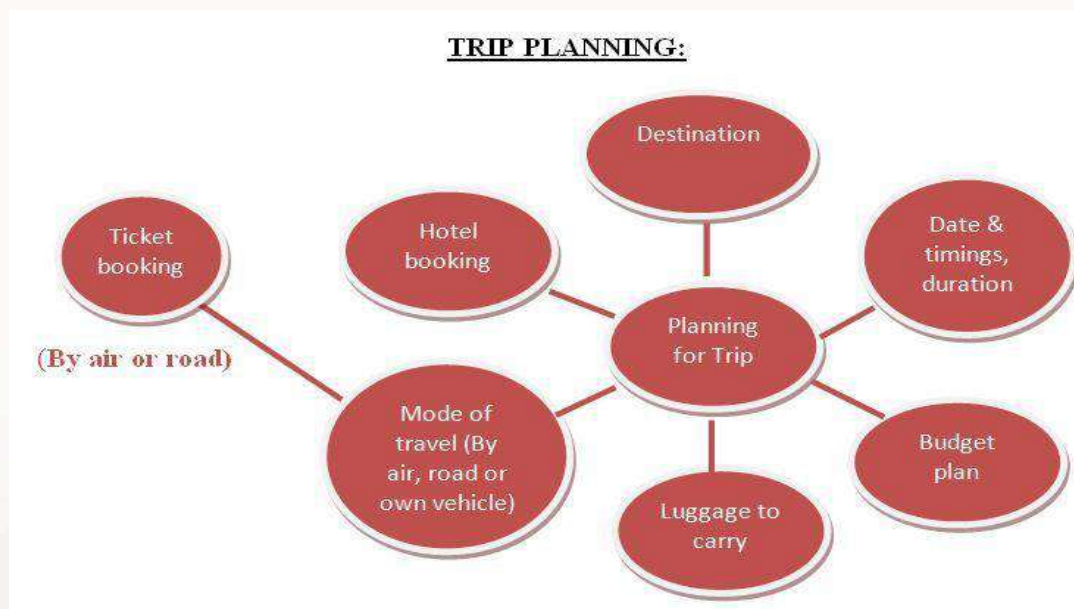 TRIP PLANNING:
Destination
Date &
timings,
duration
Hotel
booking
Ticket
booking
Planning
for Trip
(By air or road)
Mode of
travel (By
air, road or
own vehicle)
Budget
plan
Luggage to
carry